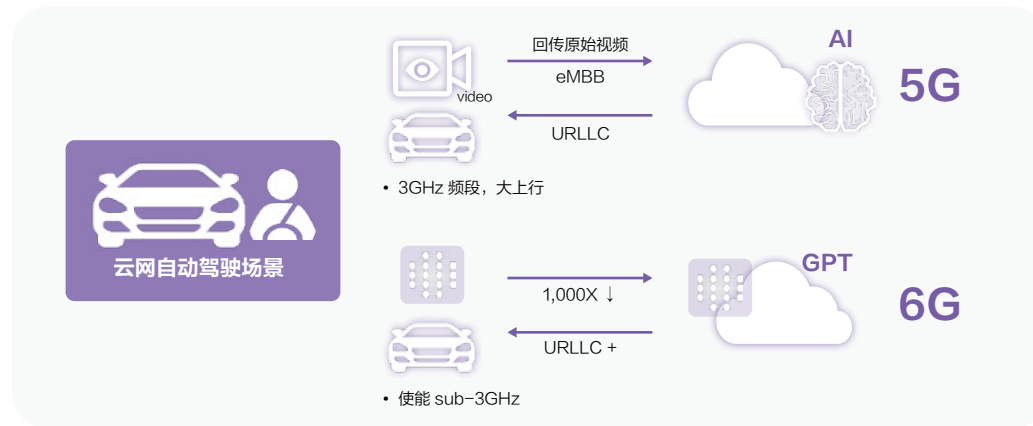 回传原始视频
AI
eMBB
5G
video
URLLC
• 3GHz 频段，大上行
云网自动驾驶场景
GPT
1,000X ↓
6G
URLLC +
• 使能 sub-3GHz